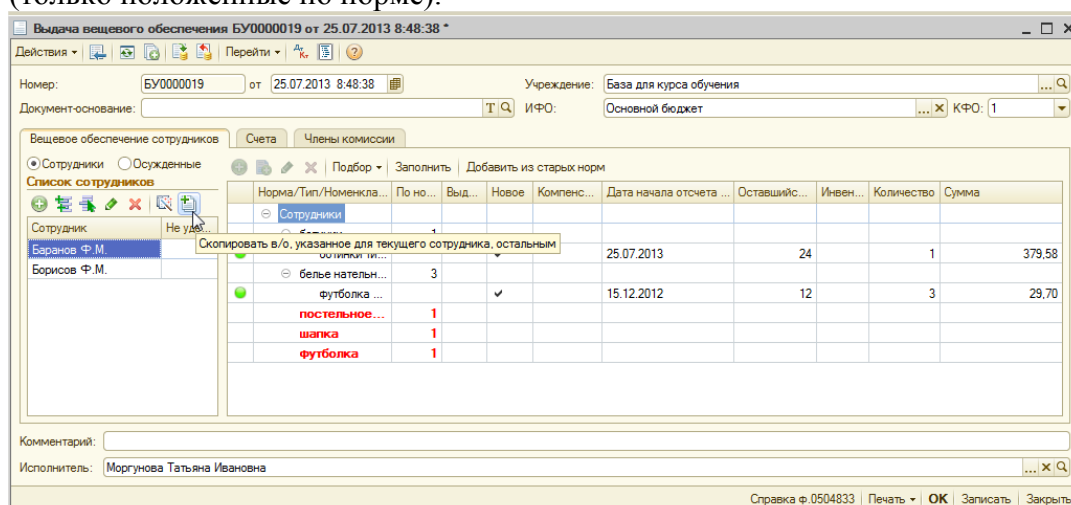 (только положенные по норме).
Выдача вещевого обеспечения БУ0000019 от 25.07.2013 8:48:38 *
Действия Перейти
Номер: БУ0000019 от 25.07.2013 8:48:38 Учреждение: База для курса обучения
Документ-основание: ИФО: Основной бюджет КФО: 1
Вещевое обеспечение сотрудников Счета Члены комиссии
Сотрудники Осужденные Подбор Заполнить Добавить из старых норм
Список сотрудников
Норма/Тип/Номенкла... По но... Выд... Новое Компенс... Дата начала отсчета ... Оставшийс... Инвен... Количество Сумма
Сотрудники
Сотрудник
Скопировать в/о, указанное для текущего сотрудника, остальным
Баранов Ф.М. 25.07.2013 24 1 379,58
Борисов Ф.М. белье нательн... 3
футболка ... 15.12.2012 12 3 29,70
постельное... 1
шапка 1
футболка 1
Комментарий:
Исполнитель: Моргунова Татьяна Ивановна
Справка ф.0504833 Печать OK Записать Закрыть